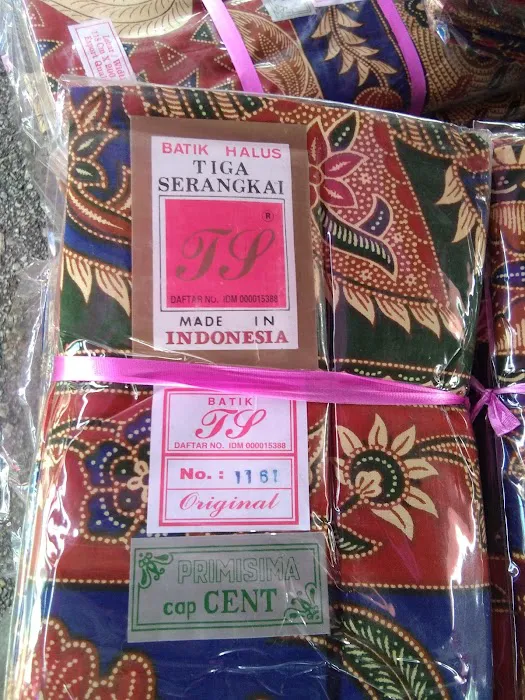 BATIK HALUS
TIGA
SERANGKAI
®
TS
DAFTAR NO. IDM 000015388
MADE IN
INDONESIA
BATIK
TS
DAFTAR NO. IDM 000015388
No. : 1161
Original
PRIMISIMA
cap CENT